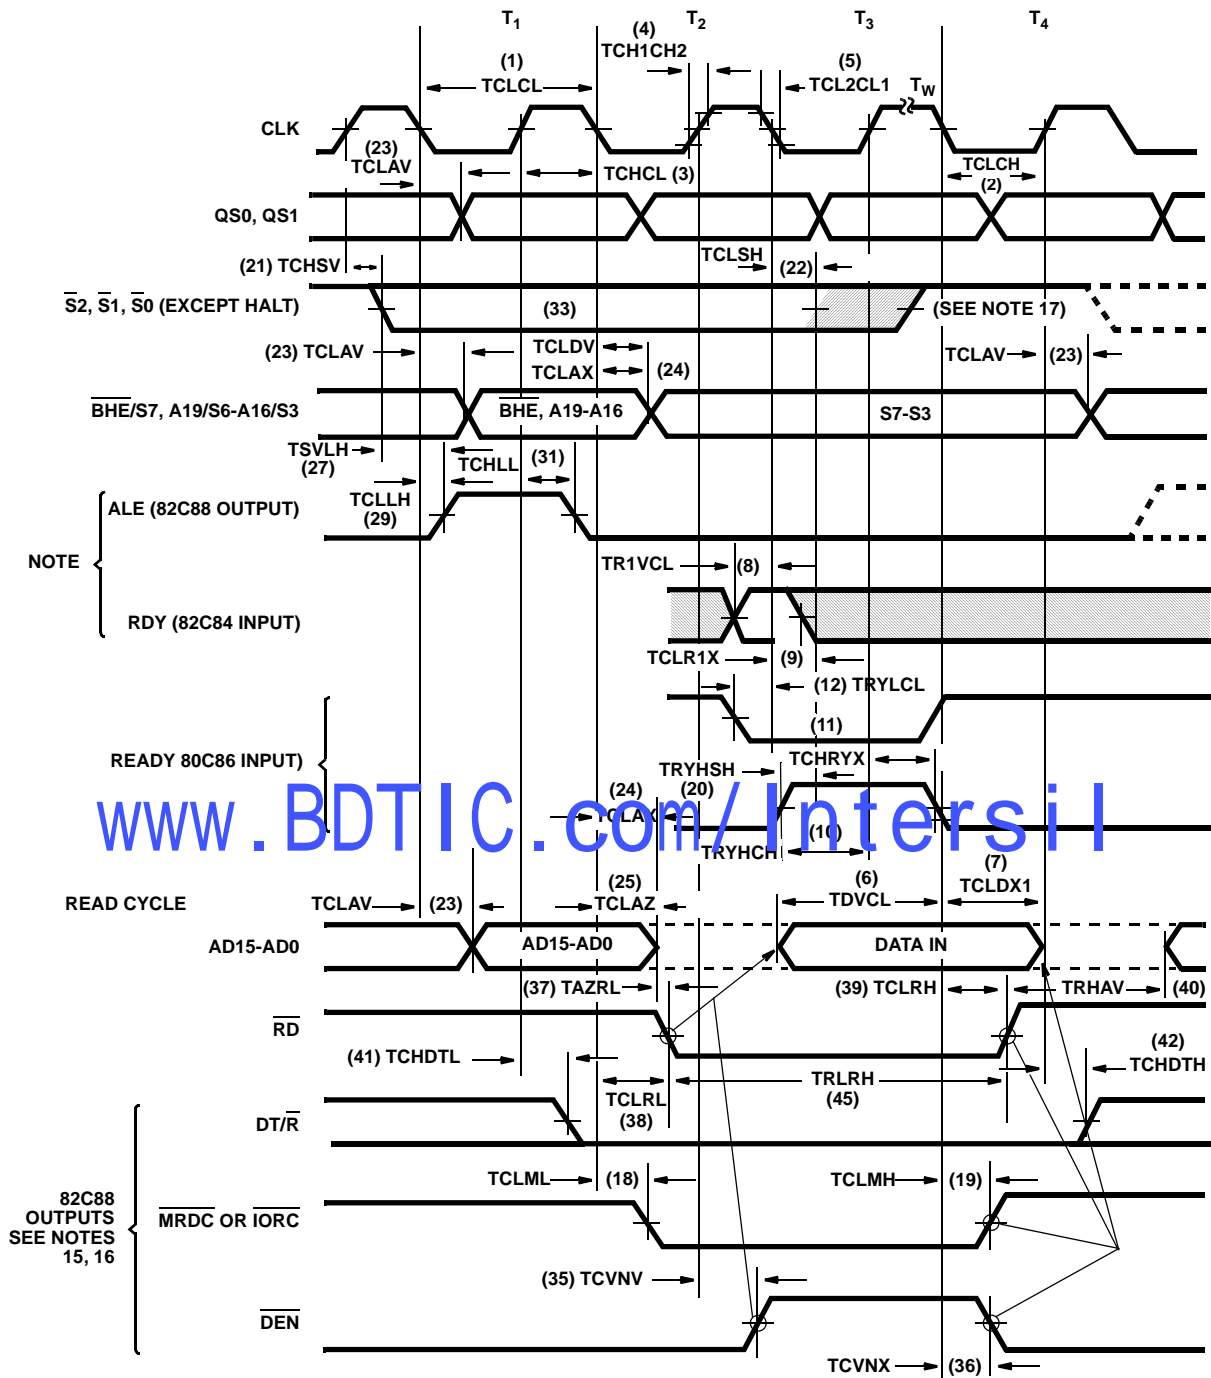 T1 T2 T3 T4
(4)
TCH1CH2
(1)
TCLCL
(5)
TCL2CL1
TW
CLK
(23)
TCLAV
TCHCL (3)
TCLCH
(2)
QS0, QS1
TCLSH
(21) TCHSV
(22)
S2, S1, S0 (EXCEPT HALT)
(33)
(SEE NOTE 17)
(23) TCLAV
TCLDV
TCLAX
(24)
TCLAV
(23)
BHE/S7, A19/S6-A16/S3
BHE, A19-A16
S7-S3
TSVLH
(27)
TCHLL
(31)
TCLLH
(29)
ALE (82C88 OUTPUT)
NOTE
TR1VCL
(8)
RDY (82C84 INPUT)
TCLR1X
(9)
(12) TRYLCL
(11)
READY 80C86 INPUT)
TCHRYX
TRYHSH
(20)
(24)
TCLAX
www.BDTIC.com/Intersil
(10)
TRYHCH
(7)
TCLDX1
(6)
TDVCL
(25)
TCLAZ
READ CYCLE
TCLAV
(23)
AD15-AD0
AD15-AD0
DATA IN
(37) TAZRL
(39) TCLRH
TRHAV
(40)
RD
(41) TCHDTL
(42)
TCHDTH
TRLRH
(45)
TCLRL
(38)
DT/R
TCLML
(18)
TCLMH
(19)
82C88
OUTPUTS
SEE NOTES
15, 16
MRDC OR IORC
(35) TCVNV
DEN
TCVNX
(36)